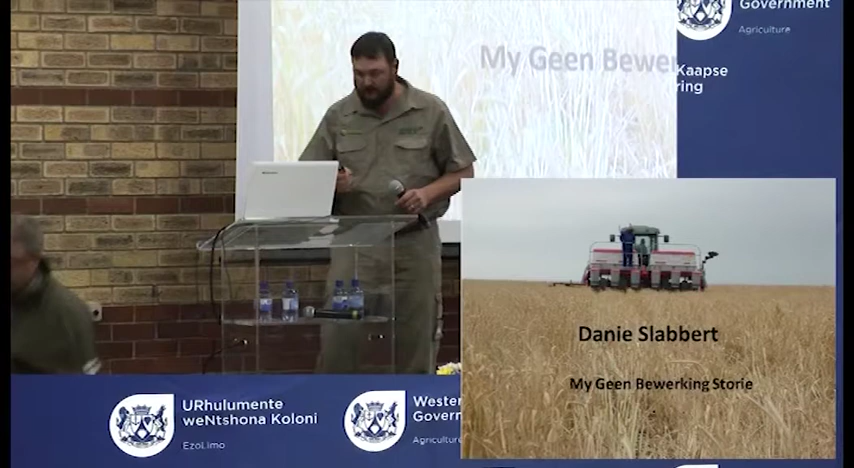 Government
Agriculture
My Geen Bewer
Kaapse
ring
Danie Slabbert
My Geen Bewerking Storie
URhulumente
weNtshona Koloni
EzoLimo
Wester
Govern
Agricultur